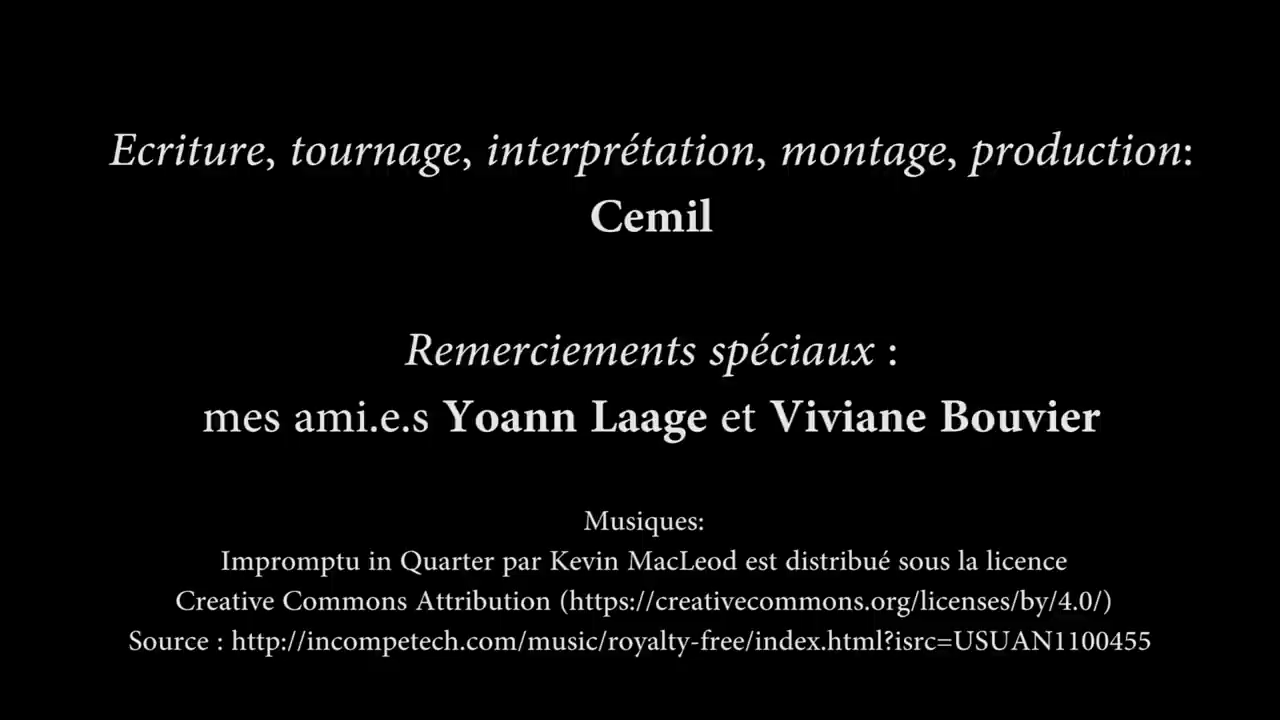 Ecriture, tournage, interprétation, montage, production:
Cemil
Remerciements spéciaux :
mes ami.e.s Yoann Laage et Viviane Bouvier
Musiques:
Impromptu in Quarter par Kevin MacLeod est distribué sous la licence
Creative Commons Attribution (https://creativecommons.org/licenses/by/4.0/)
Source : http://incompetech.com/music/royalty-free/index.html?isrc=USUAN1100455